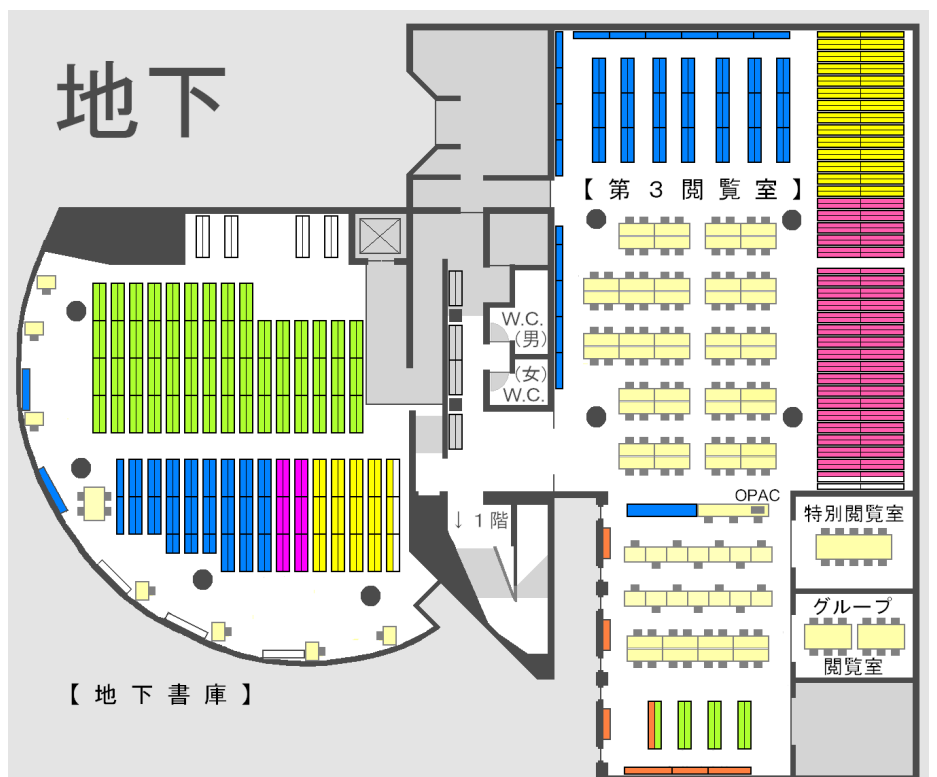 地下
【第3閲覧室】
W.C.
(男)
(女)
W.C.
OPAC
↓1階
特別閲覧室
グループ
閲覧室
【地下書庫】